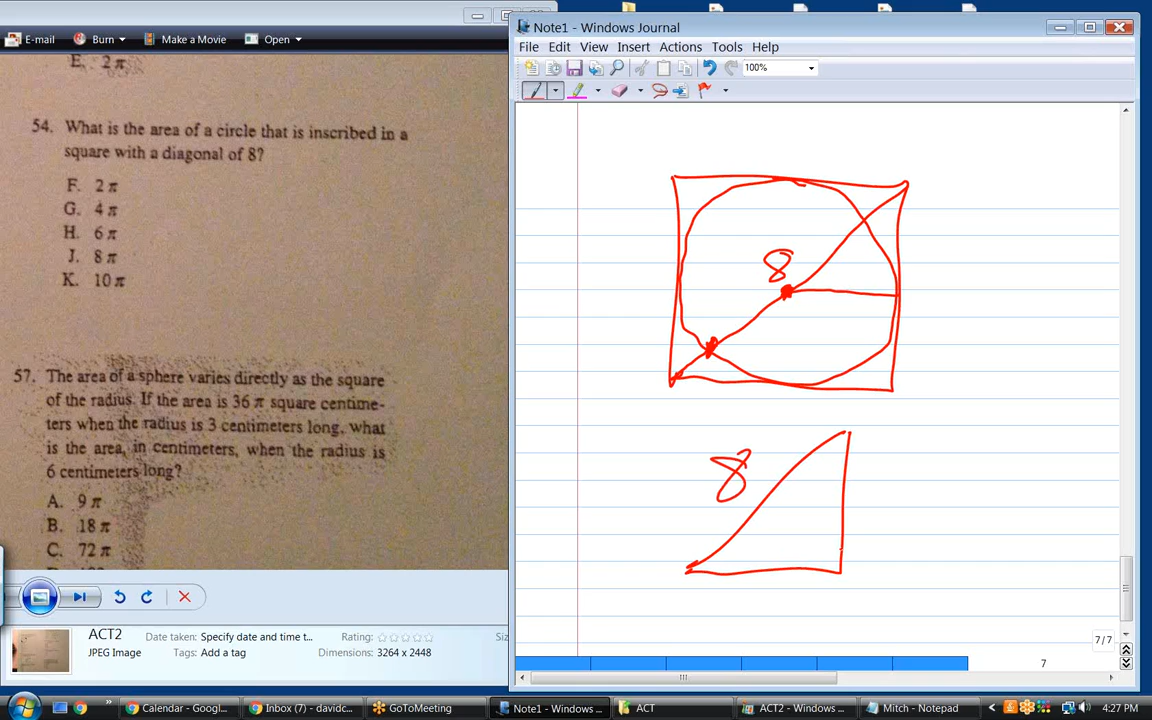 Note1 - Windows Journal
E-mail
Burn
Make a Movie
Open
File Edit View Insert Actions Tools Help
100%
E. 2π
54. What is the area of a circle that is inscribed in a
square with a diagonal of 8?
F. 2π
G. 4π
H. 6π
J. 8π
K. 10π
57. The area of a sphere varies directly as the square
of the radius. If the area is 36π square centime-
ters when the radius is 3 centimeters long, what
is the area, in centimeters, when the radius is
6 centimeters long?
A. 9π
B. 18π
C. 72π
8
8
ACT2
JPEG Image
Date taken: Specify date and time t...
Tags: Add a tag
Rating:
Dimensions: 3264 x 2448
7/7
7
Calendar - Googl...
Inbox (7) - davidc...
GoToMeeting
Note1 - Windows ...
ACT
ACT2 - Windows ...
Mitch - Notepad
4:27 PM